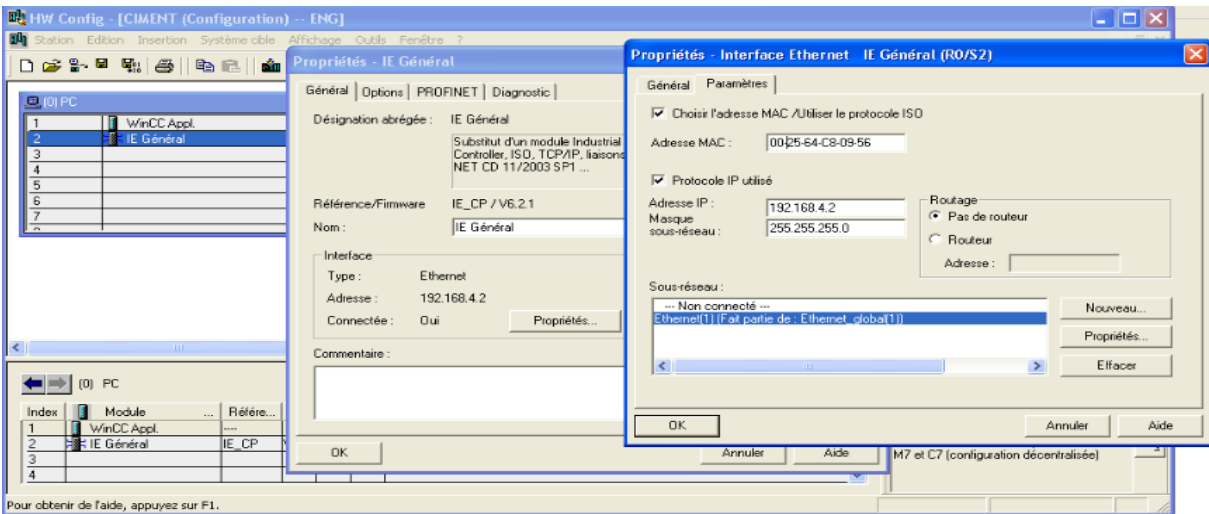 HW Config - [CIMENT (Configuration) -- ENG]
Station Edition Insertion Système cible Affichage Outils Fenêtre ?
(0) PC
1 WinCC Appl.
2 IE Général
3
4
5
6
7
Propriétés - IE Général
Général Options PROFINET Diagnostic
Désignation abrégée : IE Général
Substitut d'un module Industrial
Controller, ISO, TCP/IP, liaisons
NET CD 11/2003 SP1 ...
Référence/Firmware IE_CP / V6.2.1
Nom : IE Général
Interface
Type : Ethernet
Adresse : 192.168.4.2
Connectée : Oui Propriétés...
Commentaire :
OK Annuler Aide
Propriétés - Interface Ethernet IE Général (R0/S2)
Général Paramètres
Choisir l'adresse MAC /Utiliser le protocole ISO
Adresse MAC : 00-25-64-C8-09-56
Protocole IP utilisé
Adresse IP : 192.168.4.2
Masque
sous-réseau : 255.255.255.0
Routage
Pas de routeur
Routeur
Adresse :
Sous-réseau :
--- Non connecté ---
Ethernet(1) (Fait partie de : Ethernet_global(1))
Nouveau...
Propriétés...
Effacer
OK Annuler Aide
(0) PC
Index Module ... Référe...
1 WinCC Appl. ----
2 IE Général IE_CP
3
4
M7 et C7 (configuration décentralisée)
Pour obtenir de l'aide, appuyez sur F1.